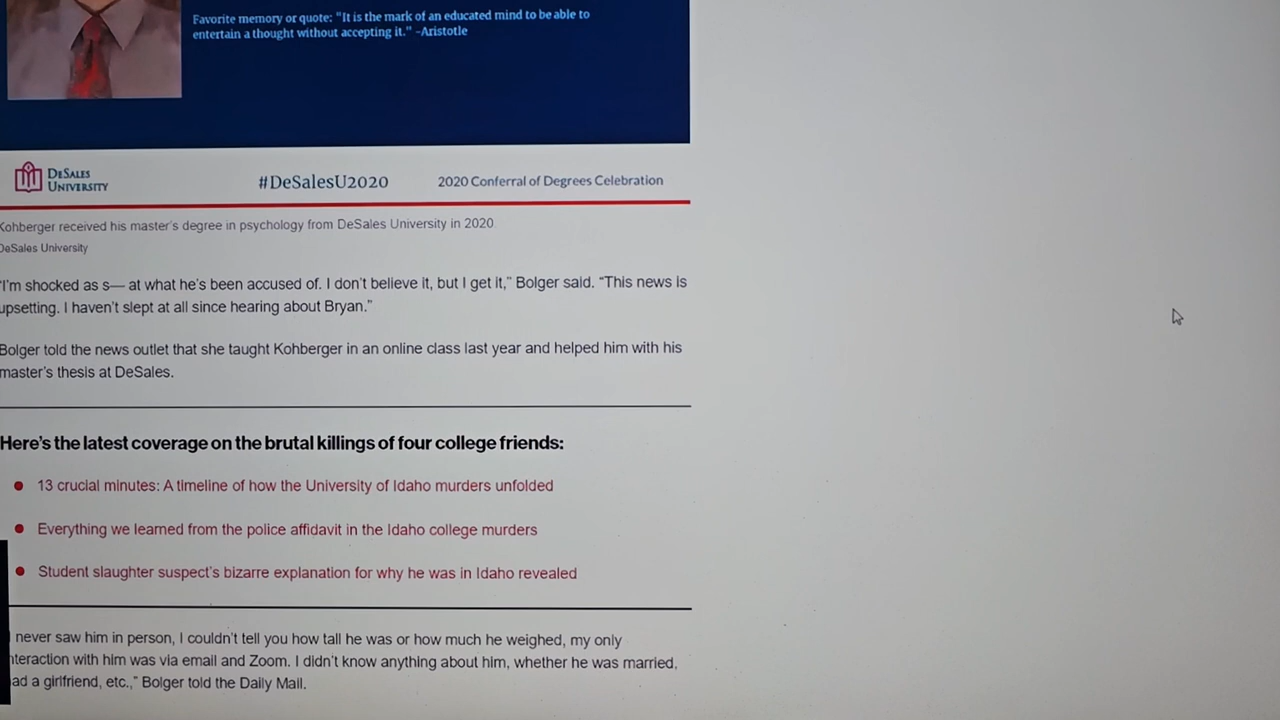 Favorite memory or quote: "It is the mark of an educated mind to be able to
entertain a thought without accepting it." -Aristotle
DESALES
UNIVERSITY
#DeSalesU2020
2020 Conferral of Degrees Celebration
Kohberger received his master's degree in psychology from DeSales University in 2020
DeSales University
"I'm shocked as s— at what he's been accused of. I don't believe it, but I get it," Bolger said. "This news is
upsetting. I haven't slept at all since hearing about Bryan."
Bolger told the news outlet that she taught Kohberger in an online class last year and helped him with his
master's thesis at DeSales.
Here's the latest coverage on the brutal killings of four college friends:
13 crucial minutes: A timeline of how the University of Idaho murders unfolded
Everything we learned from the police affidavit in the Idaho college murders
Student slaughter suspect's bizarre explanation for why he was in Idaho revealed
I never saw him in person, I couldn't tell you how tall he was or how much he weighed, my only
nteraction with him was via email and Zoom. I didn't know anything about him, whether he was married,
ad a girlfriend, etc.," Bolger told the Daily Mail.